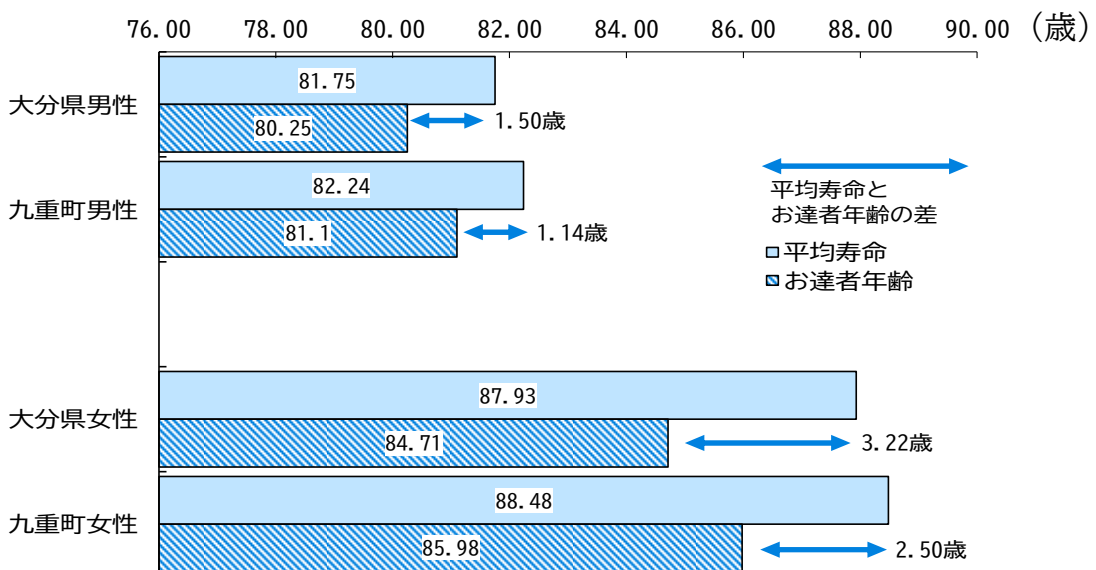 76.00 78.00 80.00 82.00 84.00 86.00 88.00 90.00 (歳)
大分県男性
81.75
80.25
1.50歳
九重町男性
82.24
81.1
1.14歳
平均寿命と
お達者年齢の差
平均寿命
お達者年齢
大分県女性
87.93
84.71
3.22歳
九重町女性
88.48
85.98
2.50歳